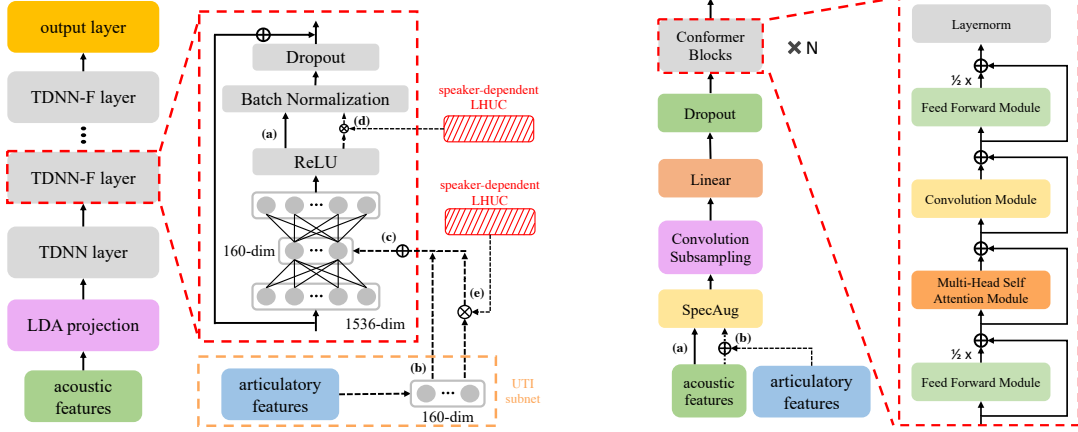 output layer
TDNN-F layer
TDNN-F layer
TDNN layer
LDA projection
acoustic
features
Dropout
Batch Normalization
(a)
(d)
ReLU
speaker-dependent
LHUC
speaker-dependent
LHUC
160-dim
(c)
(e)
1536-dim
(b)
articulatory
features
160-dim
UTI
subnet
Conformer
Blocks
× N
Dropout
Linear
Convolution
Subsampling
SpecAug
(a)
(b)
acoustic
features
articulatory
features
Layernorm
½ x
Feed Forward Module
Convolution Module
Multi-Head Self
Attention Module
½ x
Feed Forward Module